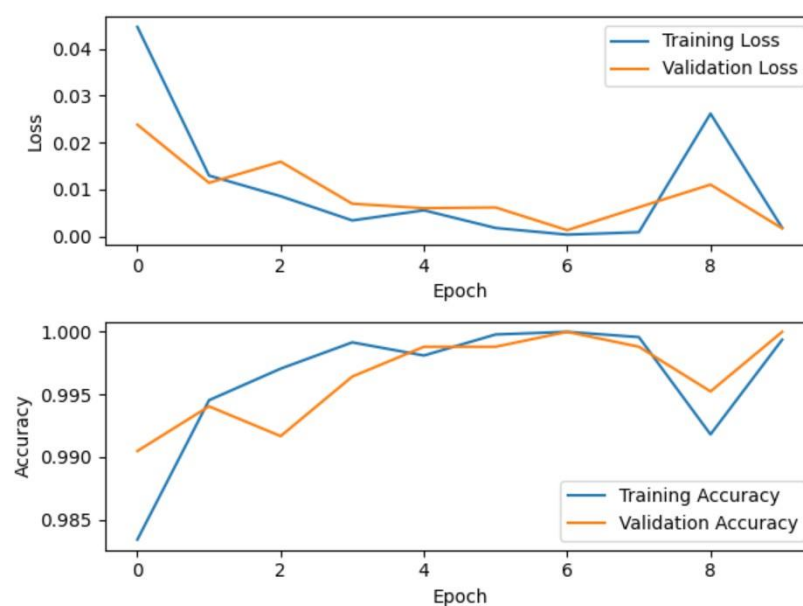 0.04
0.03
0.02
0.01
0.00
Loss
Training Loss
Validation Loss
0 2 4 6 8
Epoch
1.000
0.995
0.990
0.985
Accuracy
Training Accuracy
Validation Accuracy
0 2 4 6 8
Epoch